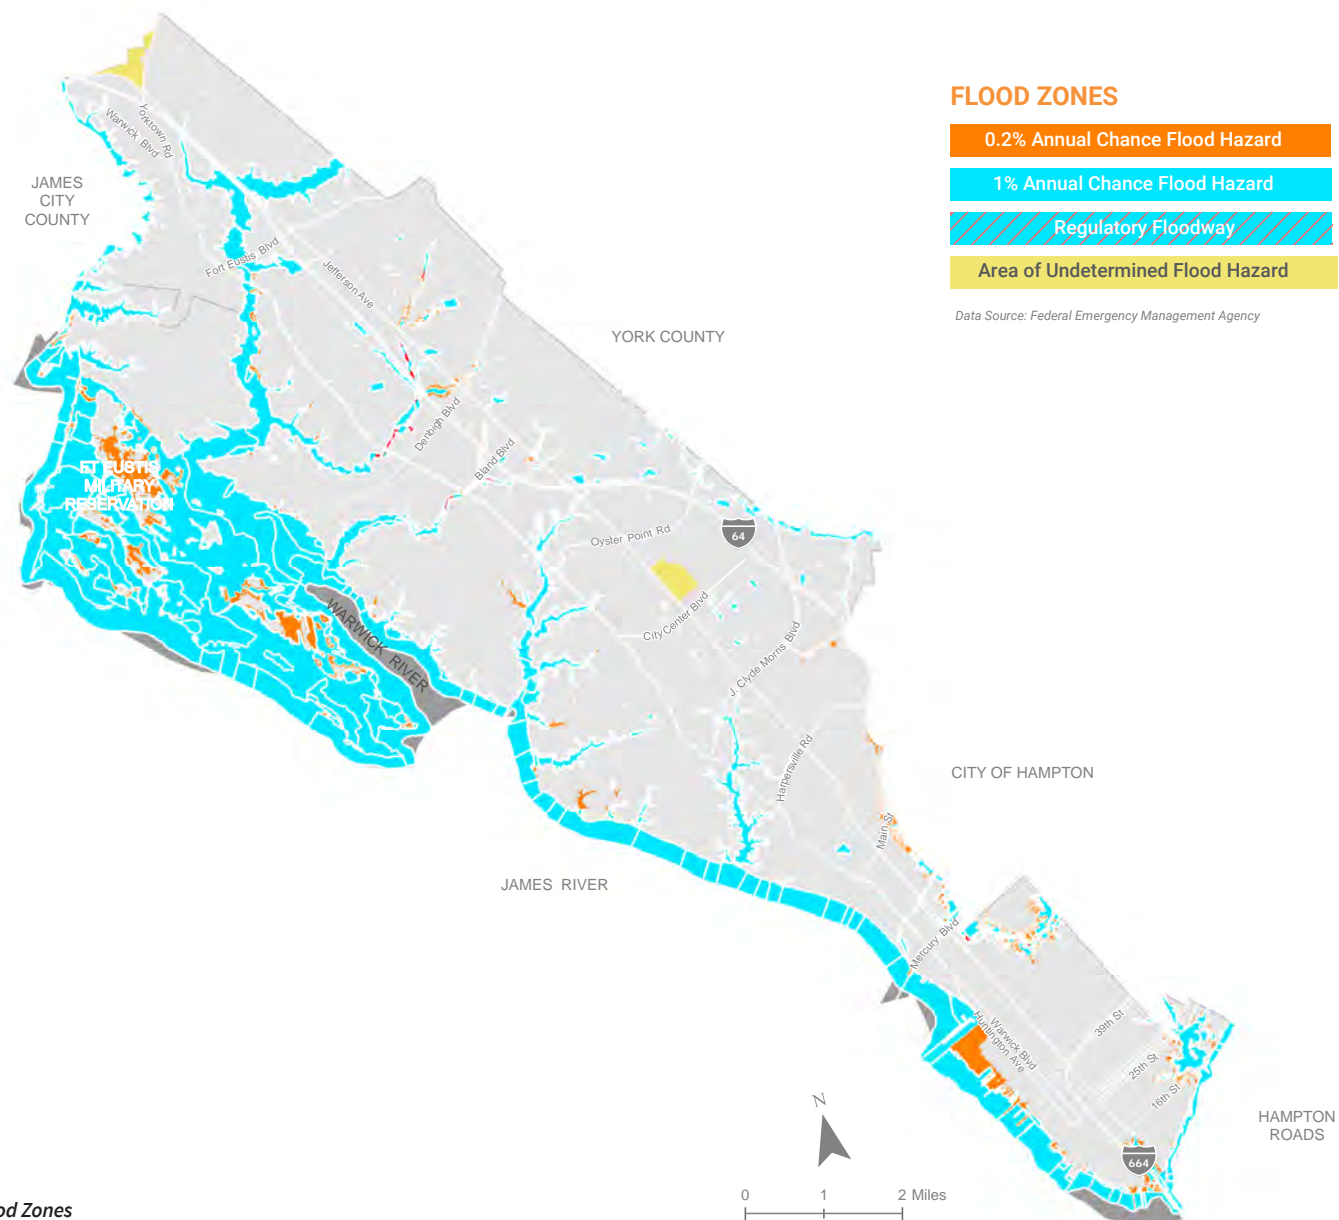 FLOOD ZONES
0.2% Annual Chance Flood Hazard
1% Annual Chance Flood Hazard
Regulatory Floodway
Area of Undetermined Flood Hazard
Data Source: Federal Emergency Management Agency
Yorktown Rd
Warwick Blvd
JAMES
CITY
COUNTY
Fort Eustis Blvd
Jefferson Ave
YORK COUNTY
Denbigh Blvd
Bland Blvd
FT EUSTIS
MILITARY
RESERVATION
Oyster Point Rd
64
WARWICK RIVER
City Center Blvd
J. Clyde Morris Blvd
Harpersville Rd
CITY OF HAMPTON
Main St
JAMES RIVER
Mercury Blvd
Warwick Blvd
Huntington Ave
39th St
25th St
16th St
HAMPTON
ROADS
664
N
0 1 2 Miles
od Zones